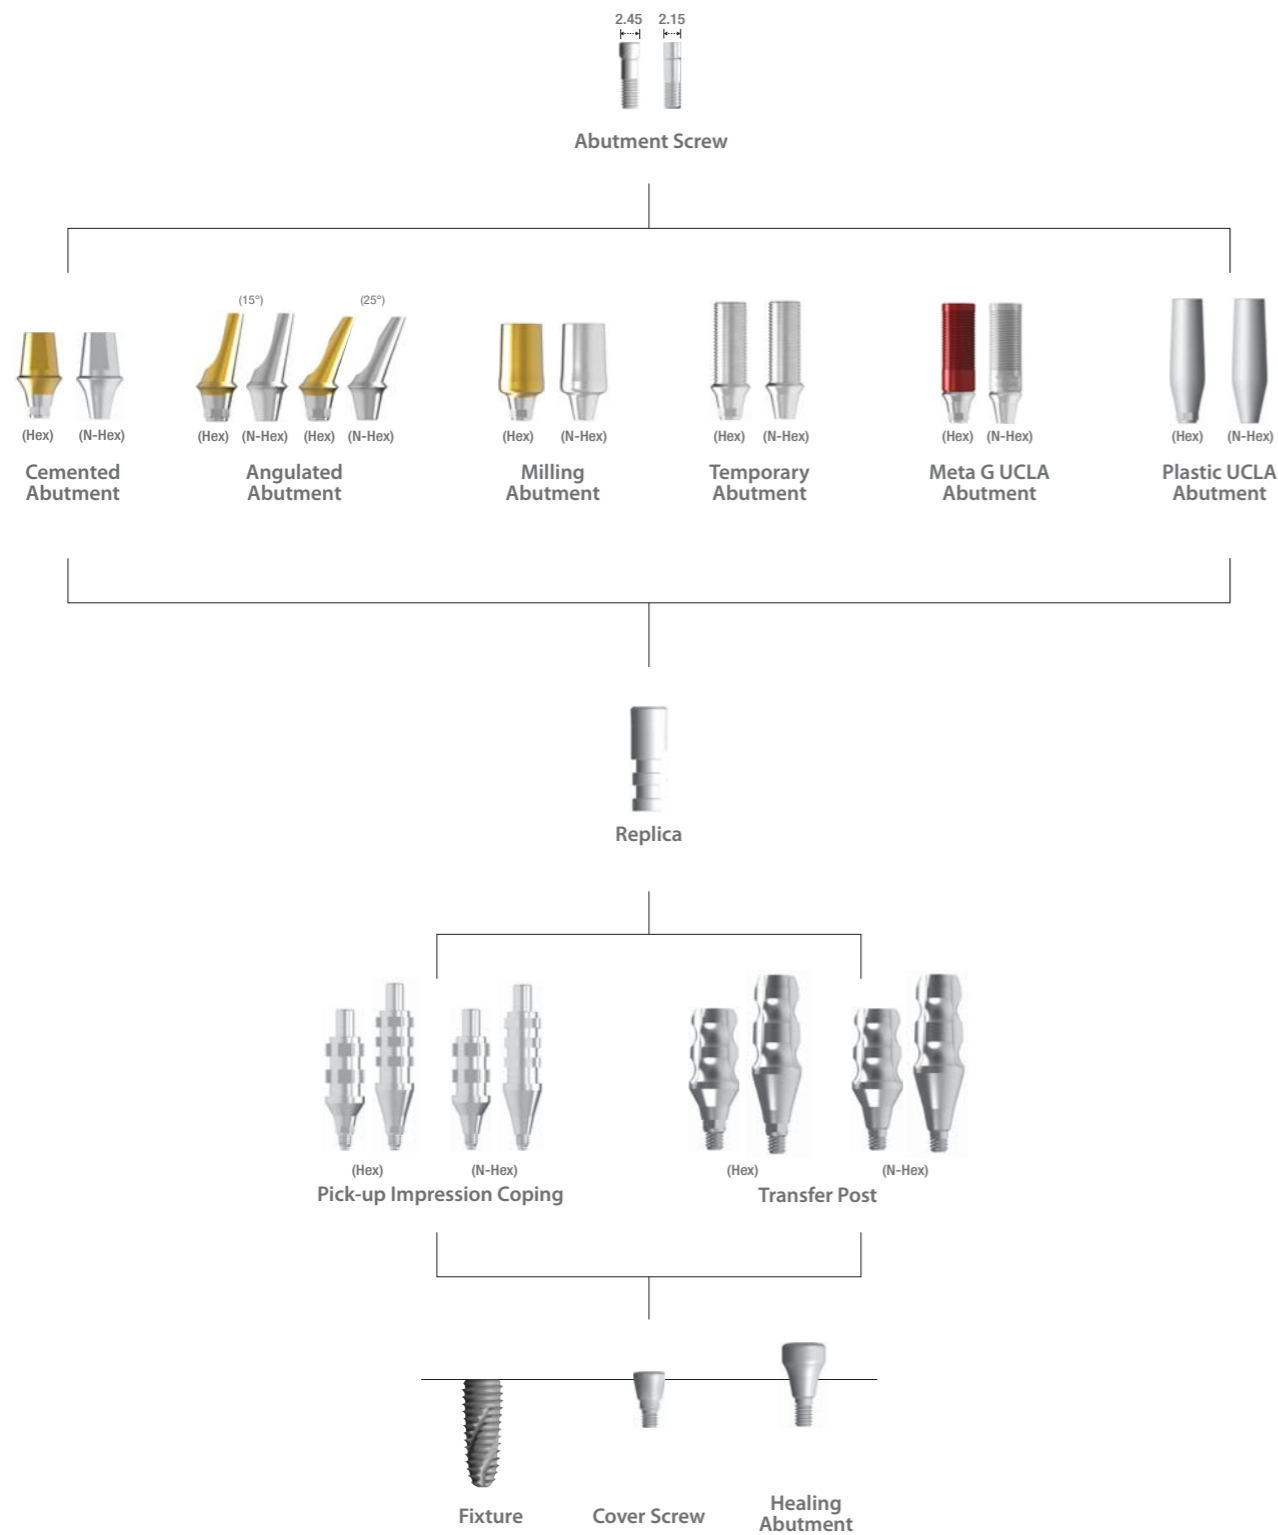 2.45 2.15
Abutment Screw
(15°) (25°)
(Hex) (N-Hex) (Hex) (N-Hex) (Hex) (N-Hex) (Hex) (N-Hex) (Hex) (N-Hex) (Hex) (N-Hex) (Hex) (N-Hex)
Cemented Angulated Milling Temporary Meta G UCLA Plastic UCLA
Abutment Abutment Abutment Abutment Abutment Abutment
Replica
(Hex) (N-Hex) (Hex) (N-Hex)
Pick-up Impression Coping Transfer Post
Fixture Cover Screw Healing
Abutment